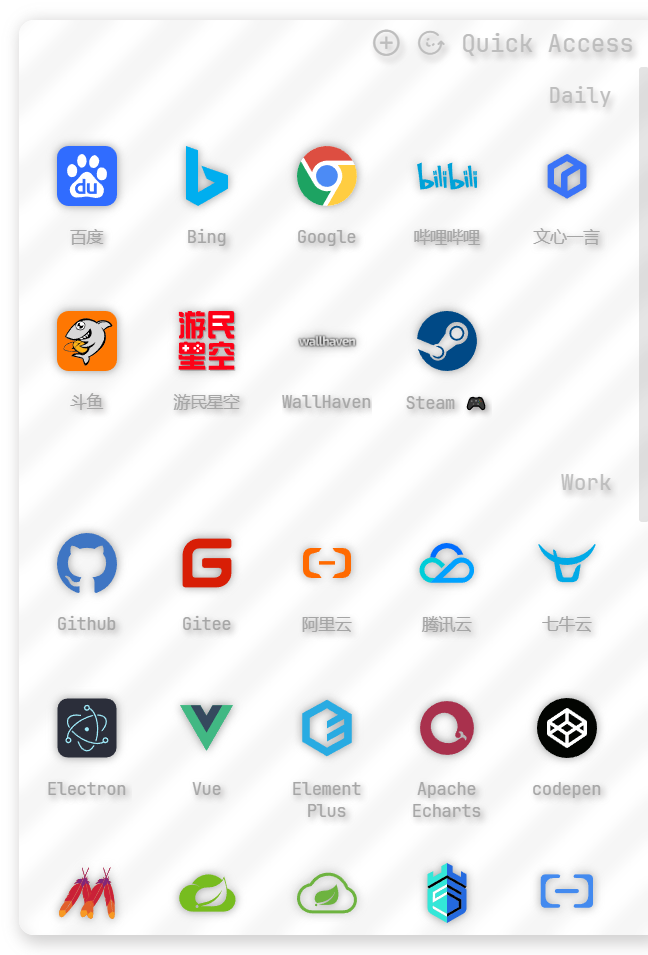 Quick Access
Daily
du
bilibili
百度
Bing
Google
哔哩哔哩
文心一言
游民
星空
wallhaven
斗鱼
游民星空
WallHaven
Steam 🎮
Work
Github
Gitee
阿里云
腾讯云
七牛云
Electron
Vue
Element
Plus
Apache
Echarts
codepen